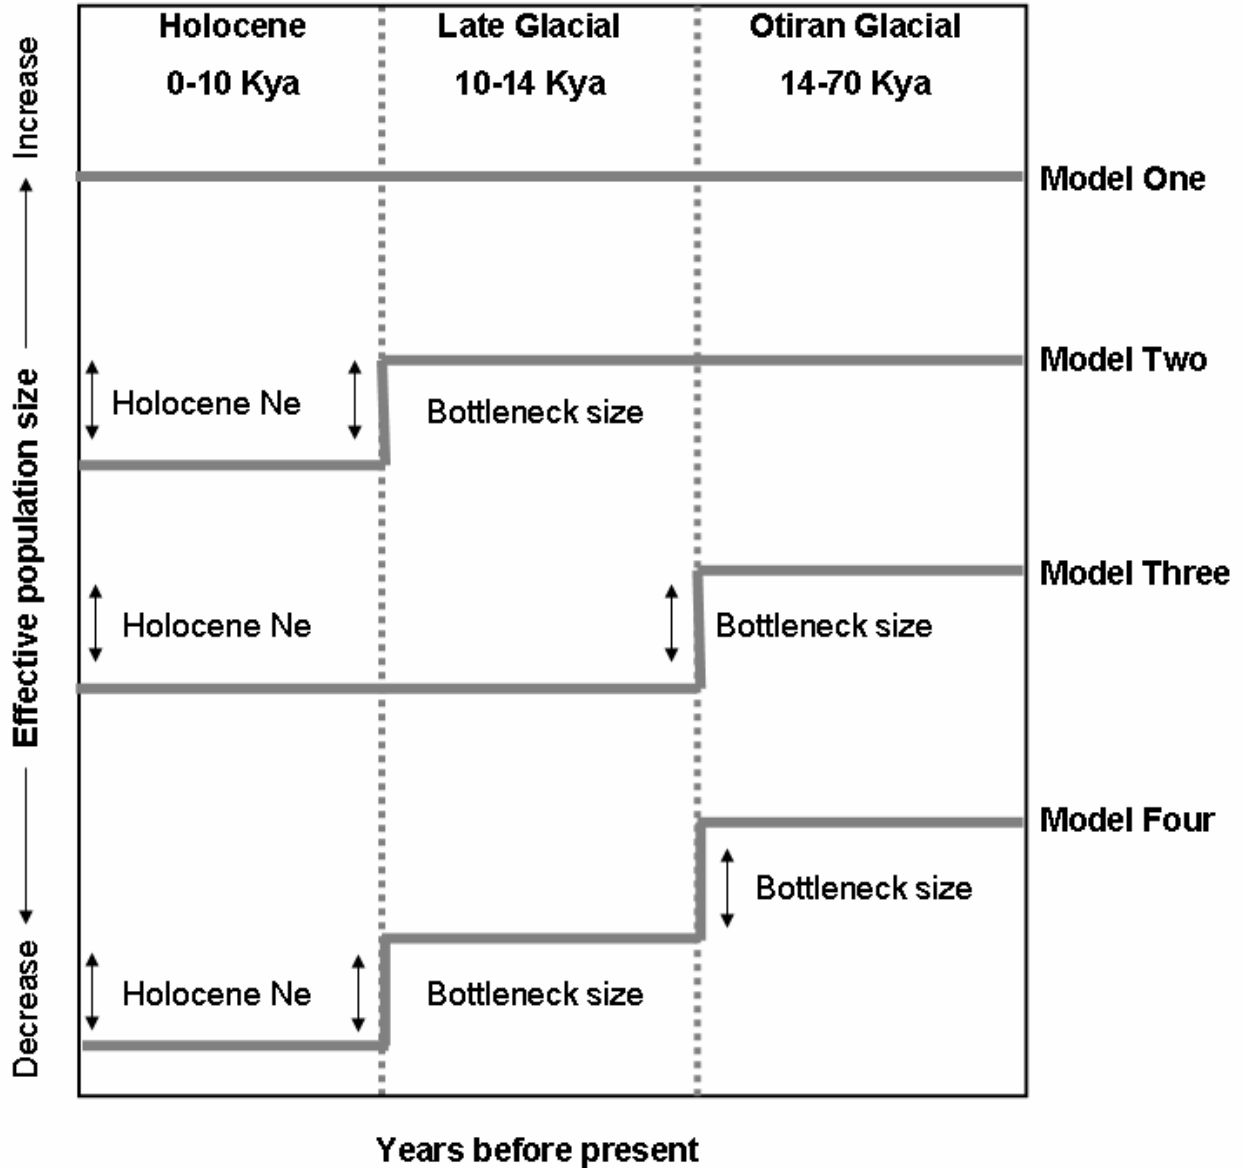 Holocene
0-10 Kya
Late Glacial
10-14 Kya
Otiran Glacial
14-70 Kya
Increase
Effective population size
Decrease
Model One
Model Two
Holocene Ne
Bottleneck size
Model Three
Holocene Ne
Bottleneck size
Model Four
Bottleneck size
Holocene Ne
Bottleneck size
Years before present